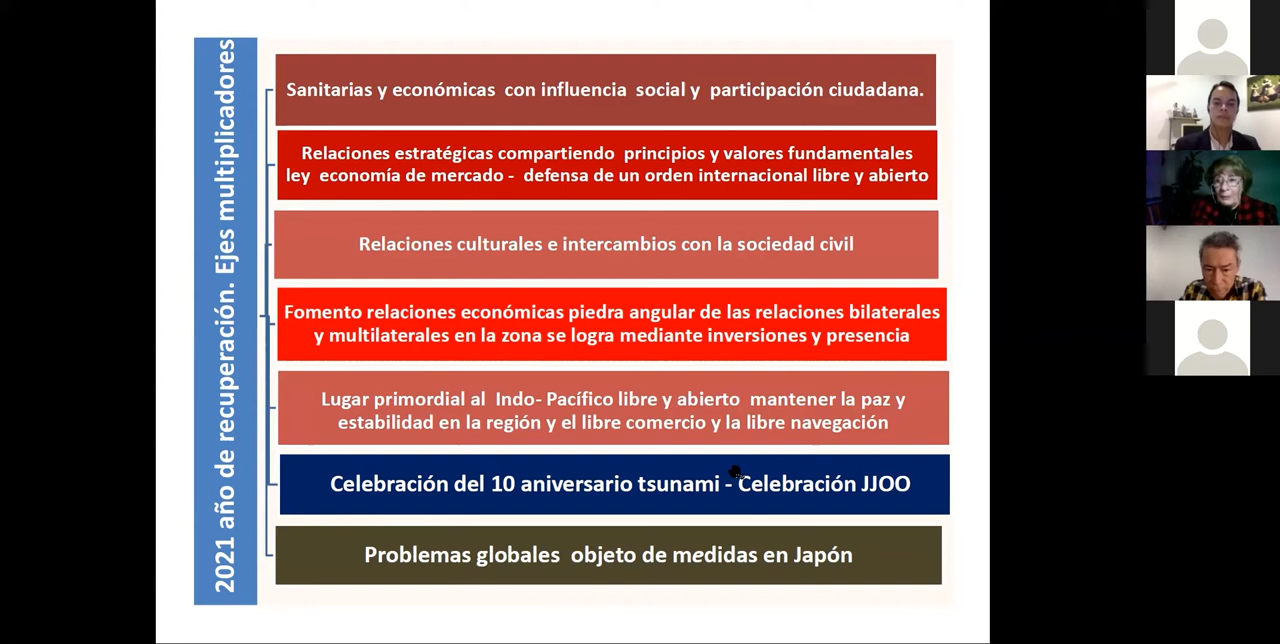 2021 año de recuperación. Ejes multiplicadores
Sanitarias y económicas con influencia social y participación ciudadana.
Relaciones estratégicas compartiendo principios y valores fundamentales
ley economía de mercado - defensa de un orden internacional libre y abierto
Relaciones culturales e intercambios con la sociedad civil
Fomento relaciones económicas piedra angular de las relaciones bilaterales
y multilaterales en la zona se logra mediante inversiones y presencia
Lugar primordial al Indo- Pacífico libre y abierto mantener la paz y
estabilidad en la región y el libre comercio y la libre navegación
Celebración del 10 aniversario tsunami - Celebración JJOO
Problemas globales objeto de medidas en Japón